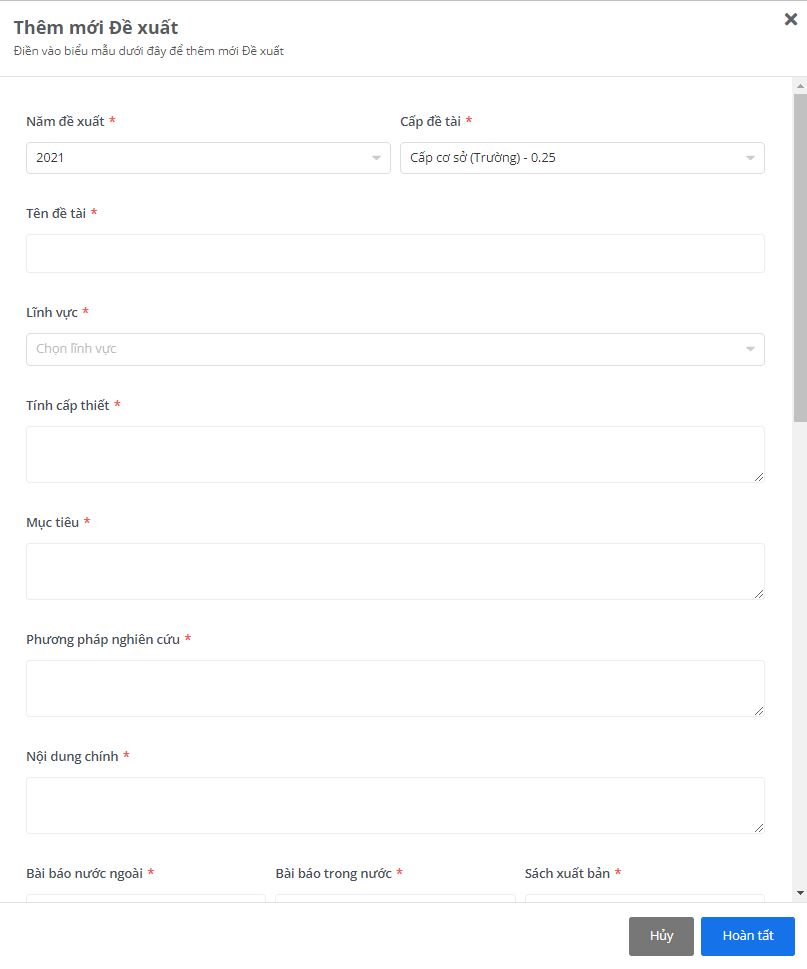 Thêm mới Đề xuất
Điền vào biểu mẫu dưới đây để thêm mới Đề xuất
Năm đề xuất * Cấp đề tài *
2021 Cấp cơ sở (Trường) - 0.25
Tên đề tài *
Lĩnh vực *
Chọn lĩnh vực
Tính cấp thiết *
Mục tiêu *
Phương pháp nghiên cứu *
Nội dung chính *
Bài báo nước ngoài * Bài báo trong nước * Sách xuất bản *
Hủy Hoàn tất